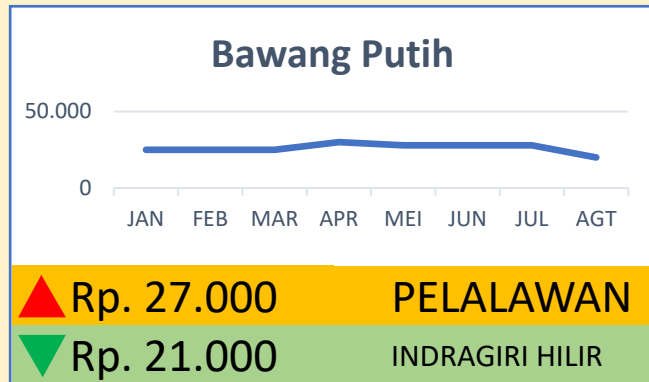 Bawang Putih
50.000
0
JAN FEB MAR APR MEI JUN JUL AGT
Rp. 27.000 PELALAWAN
Rp. 21.000 INDRAGIRI HILIR